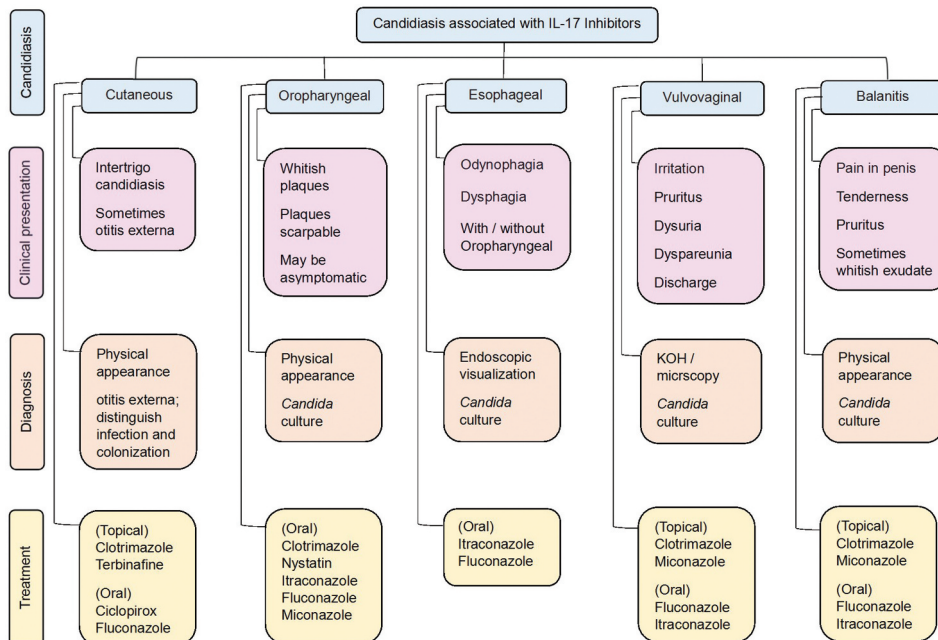 Candidiasis associated with IL-17 Inhibitors
Candidiasis
Cutaneous
Oropharyngeal
Esophageal
Vulvovaginal
Balanitis
Clinical presentation
Intertrigo
candidiasis
Sometimes
otitis externa
Whitish
plaques
Plaques
scarpable
May be
asymptomatic
Odynophagia
Dysphagia
With / without
Oropharyngeal
Irritation
Pruritus
Dysuria
Dyspareunia
Discharge
Pain in penis
Tenderness
Pruritus
Sometimes
whitish exudate
Diagnosis
Physical
appearance
otitis externa;
distinguish
infection and
colonization
Physical
appearance
Candida
culture
Endoscopic
visualization
Candida
culture
KOH /
micrscopy
Candida
culture
Physical
appearance
Candida
culture
Treatment
(Topical)
Clotrimazole
Terbinafine
(Oral)
Ciclopirox
Fluconazole
(Oral)
Clotrimazole
Nystatin
Itraconazole
Fluconazole
Miconazole
(Oral)
Itraconazole
Fluconazole
(Topical)
Clotrimazole
Miconazole
(Oral)
Fluconazole
Itraconazole
(Topical)
Clotrimazole
Miconazole
(Oral)
Fluconazole
Itraconazole